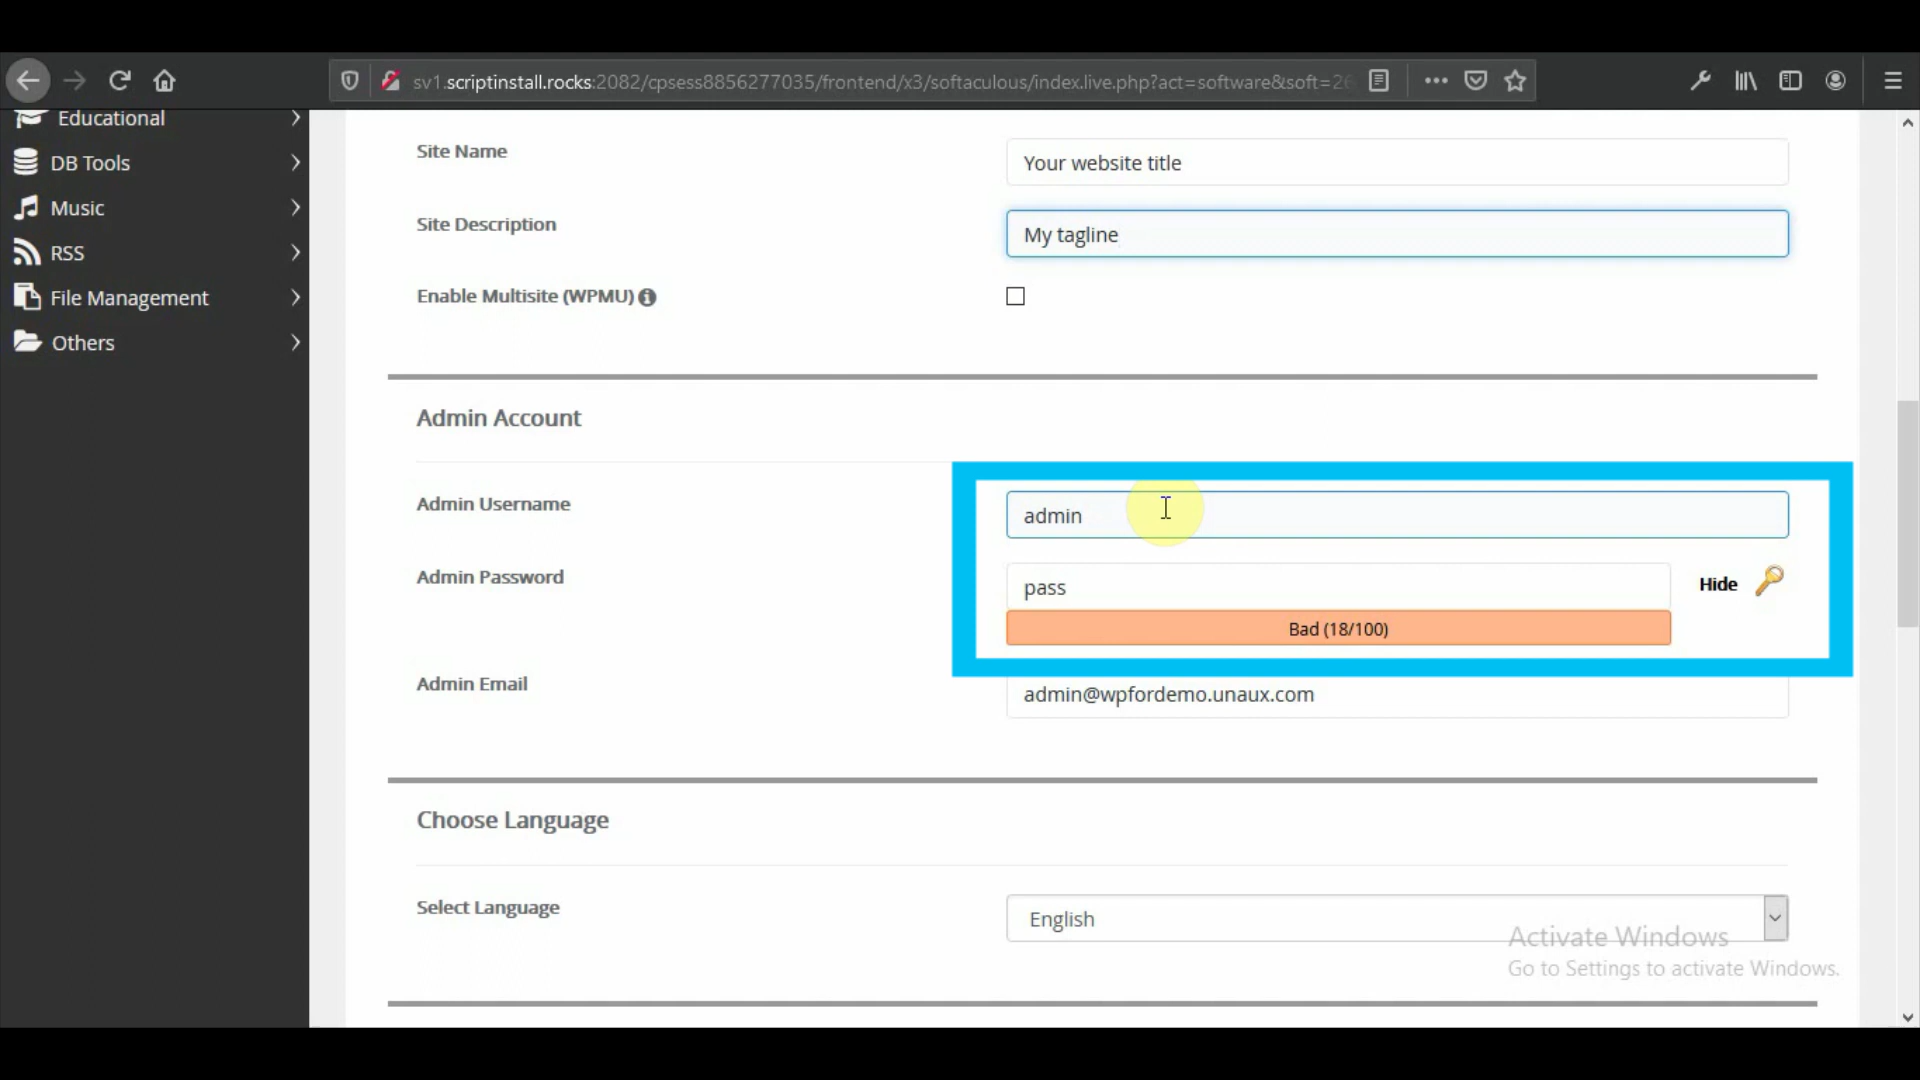 sv1.scriptinstall.rocks:2082/cpsess8856277035/frontend/x3/softaculous/index.live.php?act=software&soft=26
Educational
DB Tools
Music
RSS
File Management
Others
Site Name
Your website title
Site Description
My tagline
Enable Multisite (WPMU)
Admin Account
Admin Username
admin
Admin Password
pass
Hide
Bad (18/100)
Admin Email
admin@wpfordemo.unaux.com
Choose Language
Select Language
English
Activate Windows
Go to Settings to activate Windows.